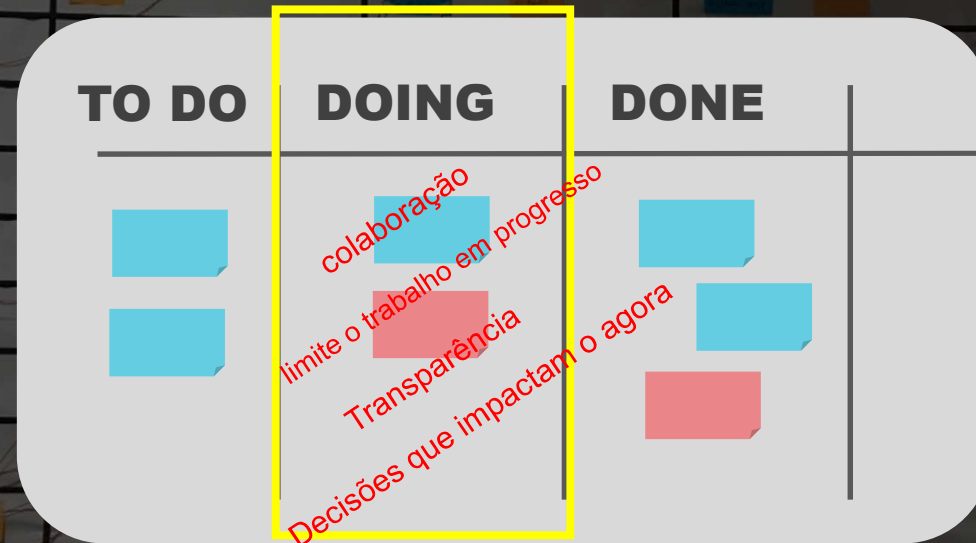 TO DO
DOING
DONE
colaboração
limite o trabalho em progresso
Transparência
Decisões que impactam o agora